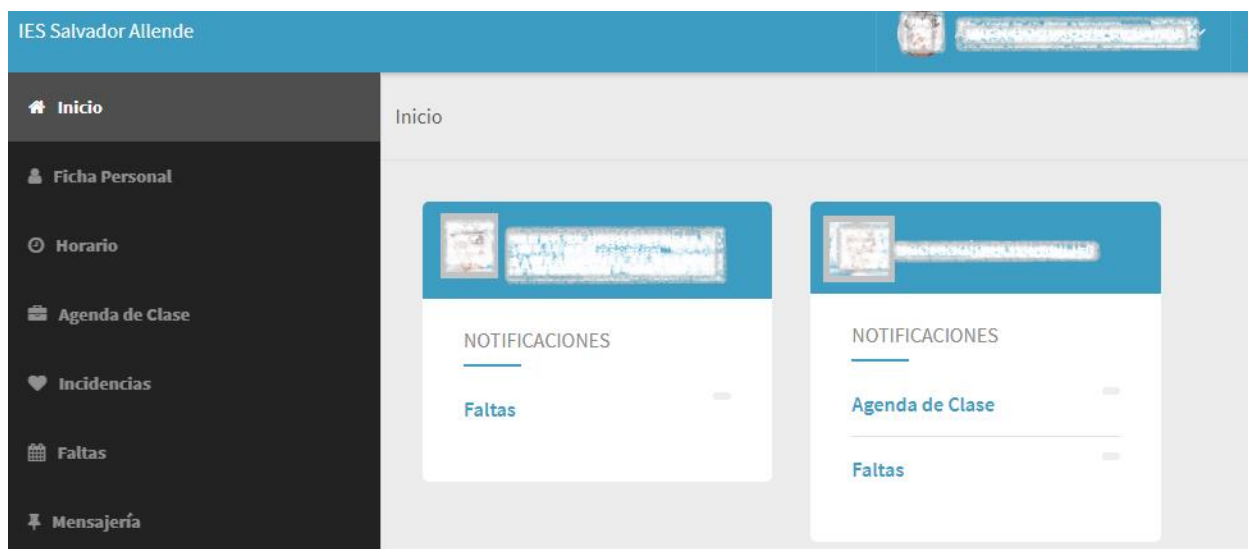 IES Salvador Allende
Inicio
Ficha Personal
Horario
Agenda de Clase
Incidencias
Faltas
Mensajería
Inicio
NOTIFICACIONES
Faltas
NOTIFICACIONES
Agenda de Clase
Faltas